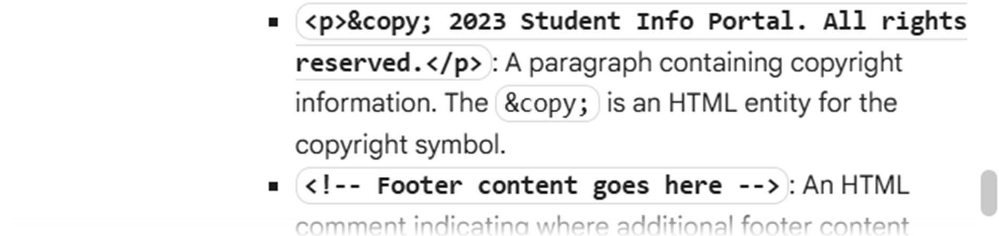 ▪ <p>&copy; 2023 Student Info Portal. All rights
reserved.</p>: A paragraph containing copyright
information. The &copy; is an HTML entity for the
copyright symbol.
▪ <!-- Footer content goes here -->: An HTML
comment indicating where additional footer content